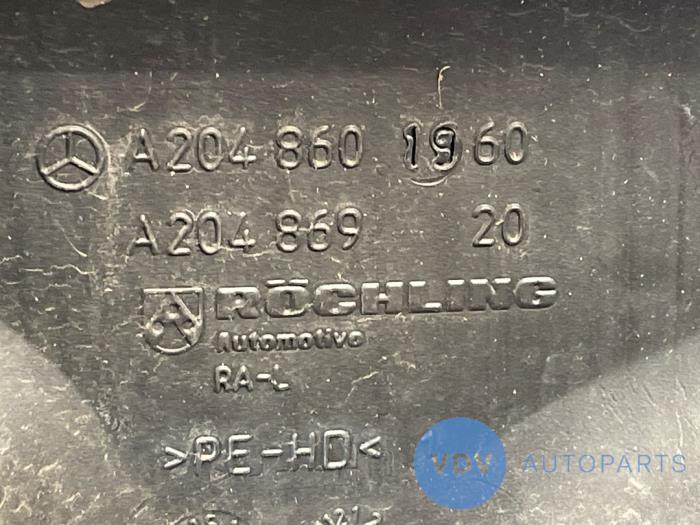 A204 860 1960
A204 869 20
RÖCHLING
Automotive
RA-L
>PE-HD<
VDV AUTOPARTS